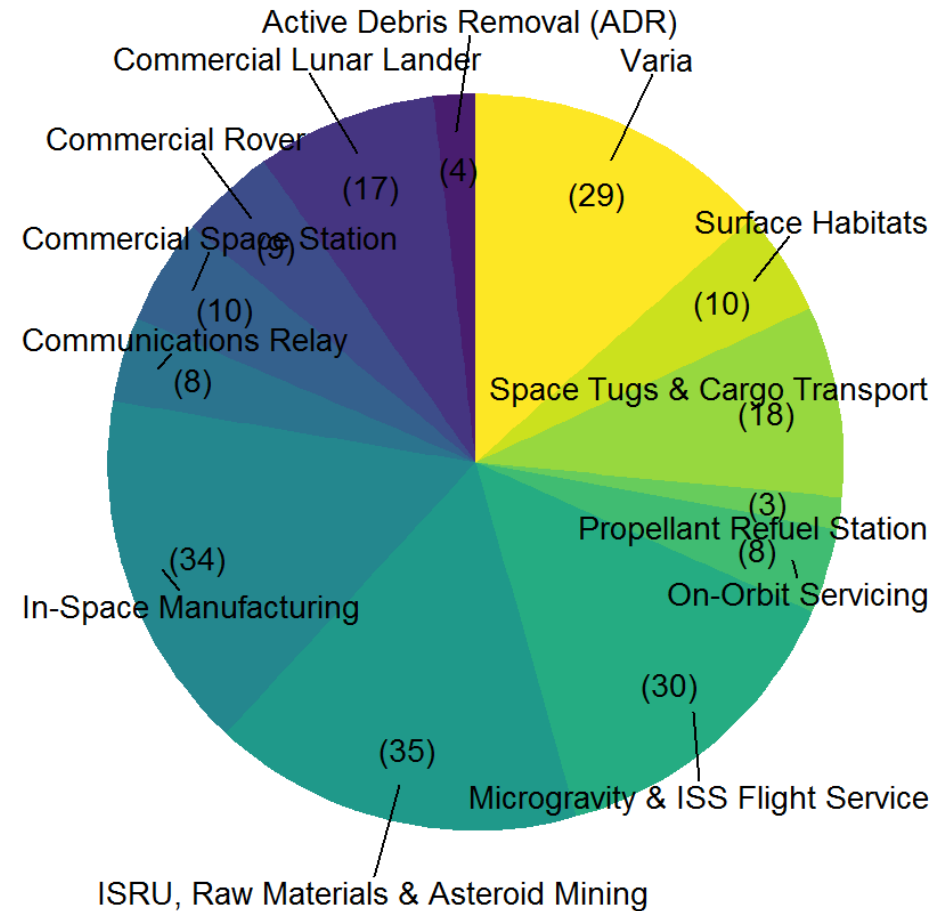 Active Debris Removal (ADR)
Commercial Lunar Lander
Varia
Commercial Rover
(4)
(17)
(29)
Surface Habitats
Commercial Space Station
(9)
(10)
(10)
Communications Relay
(8)
Space Tugs & Cargo Transport
(18)
(3)
Propellant Refuel Station
(8)
(34)
On-Orbit Servicing
In-Space Manufacturing
(30)
(35)
Microgravity & ISS Flight Service
ISRU, Raw Materials & Asteroid Mining